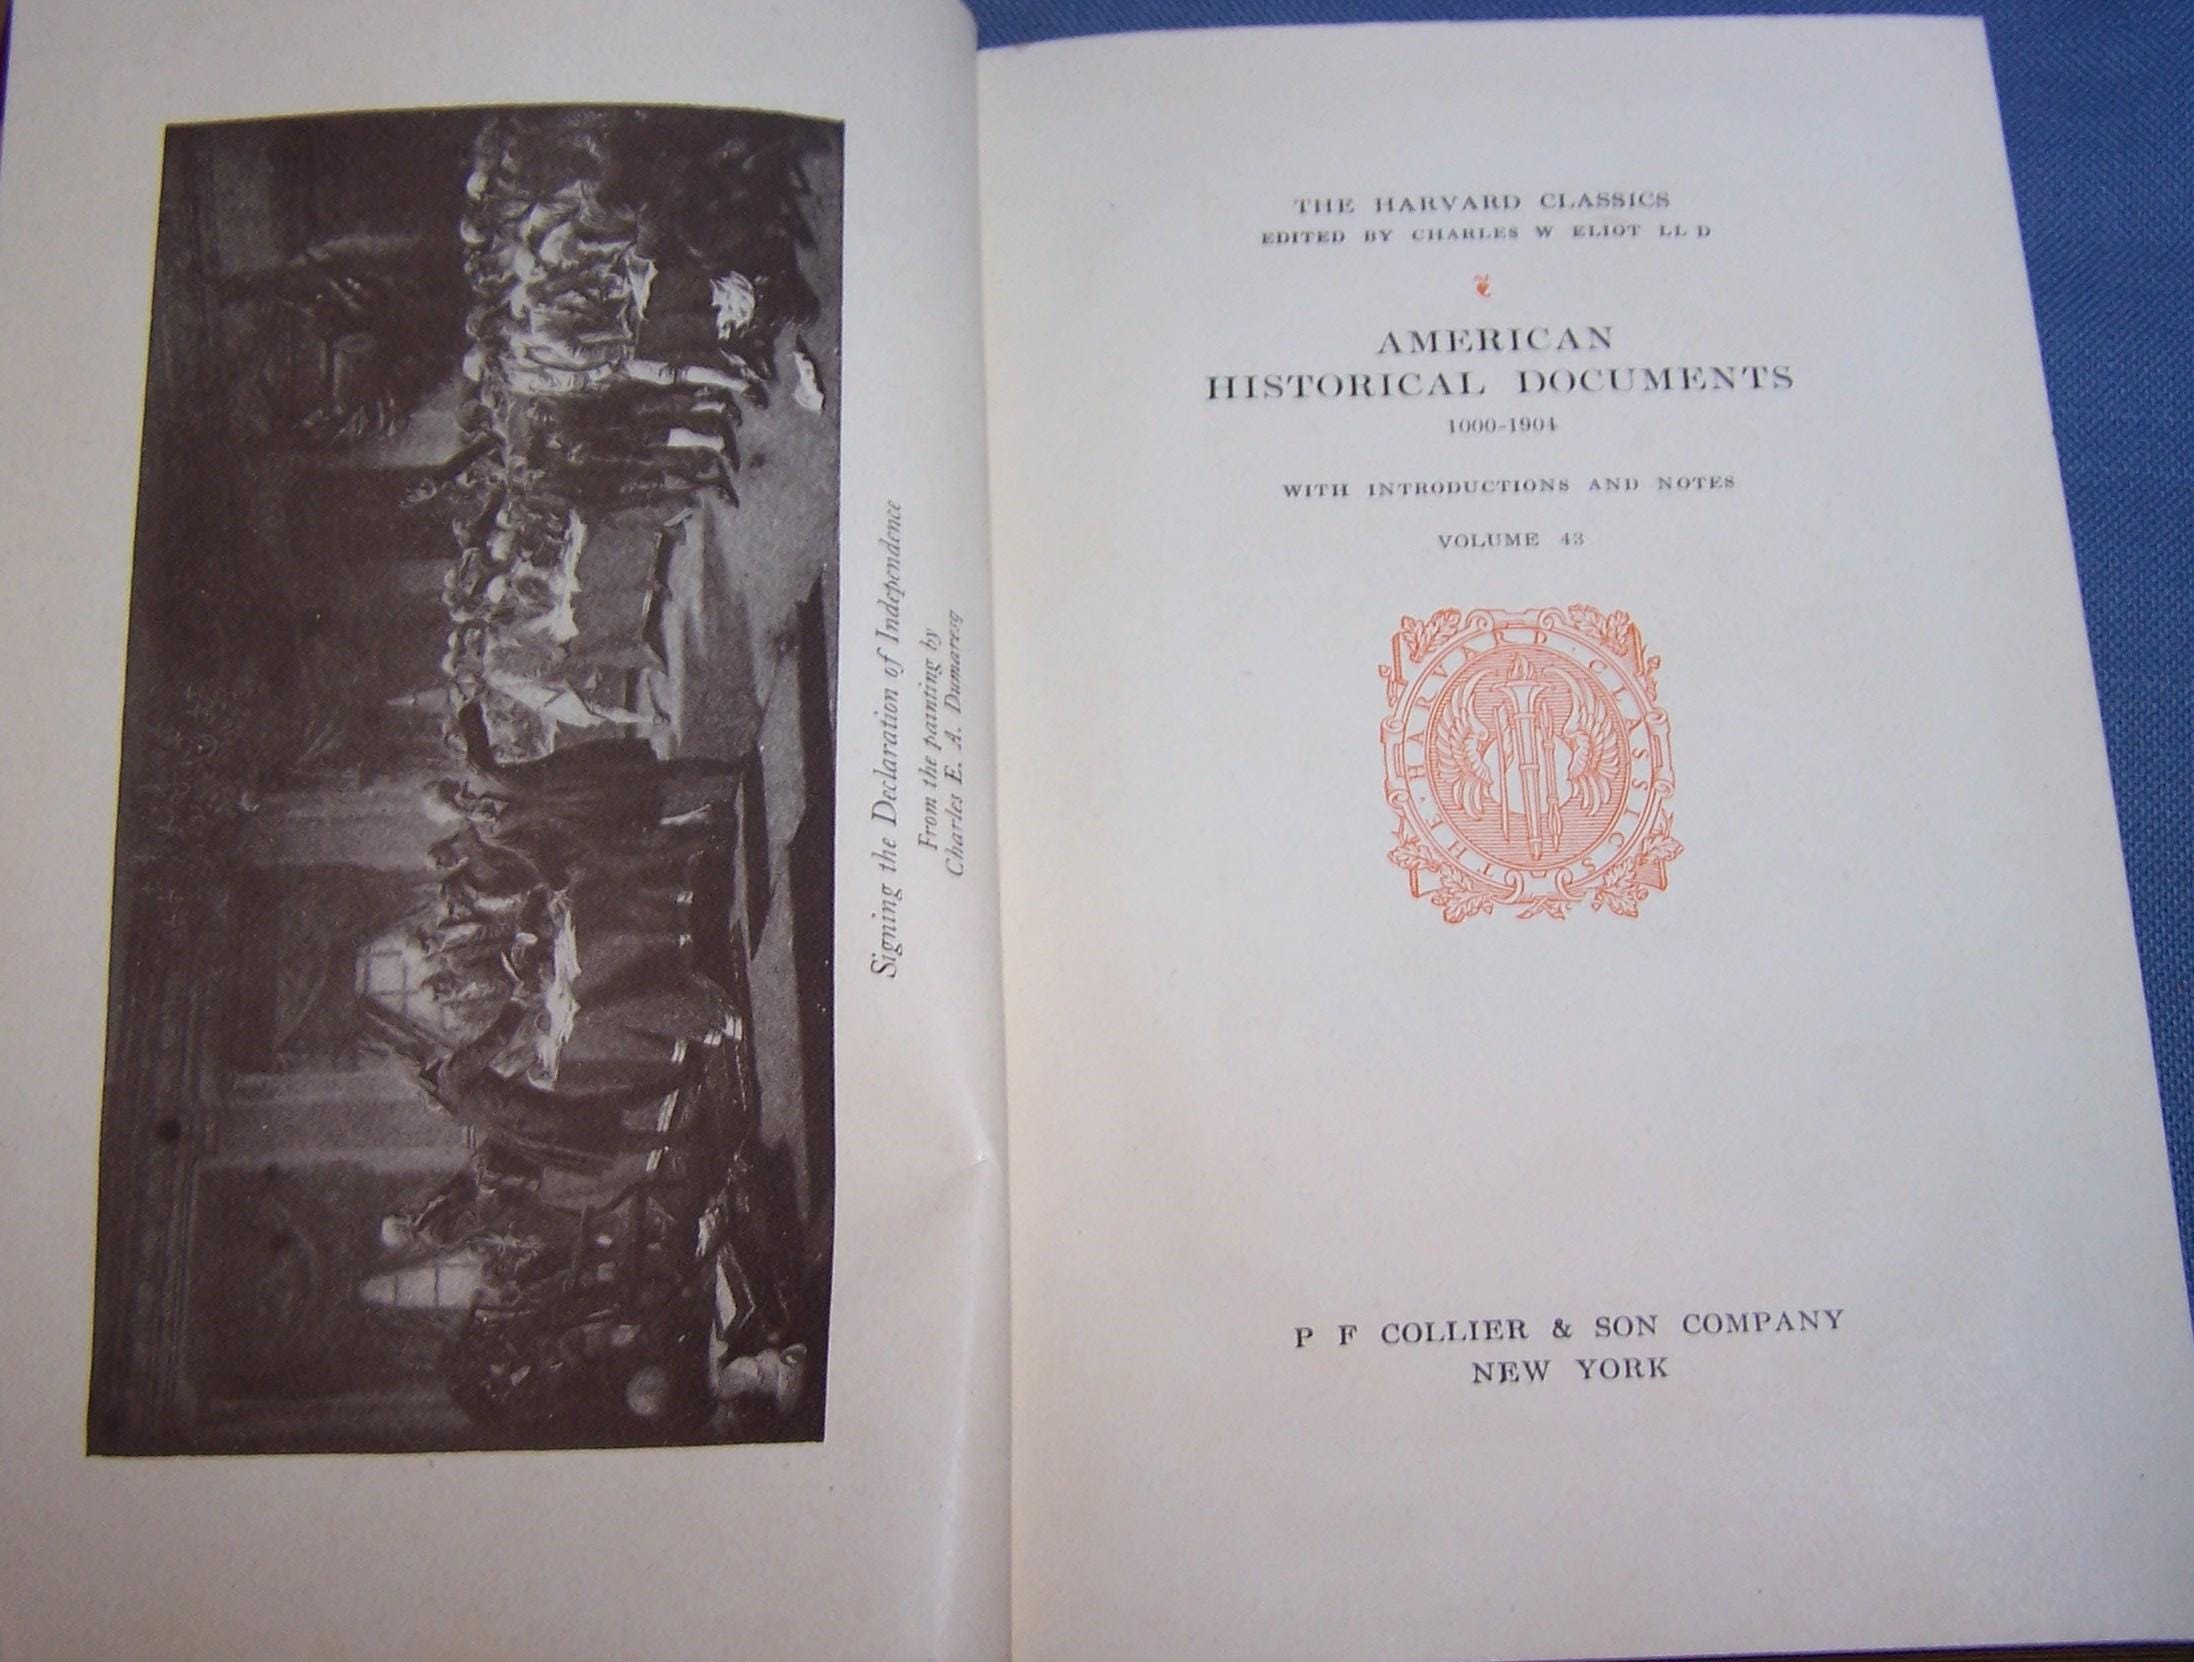 Signing the Declaration of Independence
From the painting by
Charles E. A. Dumaresq
THE HARVARD CLASSICS
EDITED BY CHARLES W ELIOT LL D
AMERICAN
HISTORICAL DOCUMENTS
1000-1904
WITH INTRODUCTIONS AND NOTES
VOLUME 43
THE · HARVARD · CLASSICS
P F COLLIER & SON COMPANY
NEW YORK